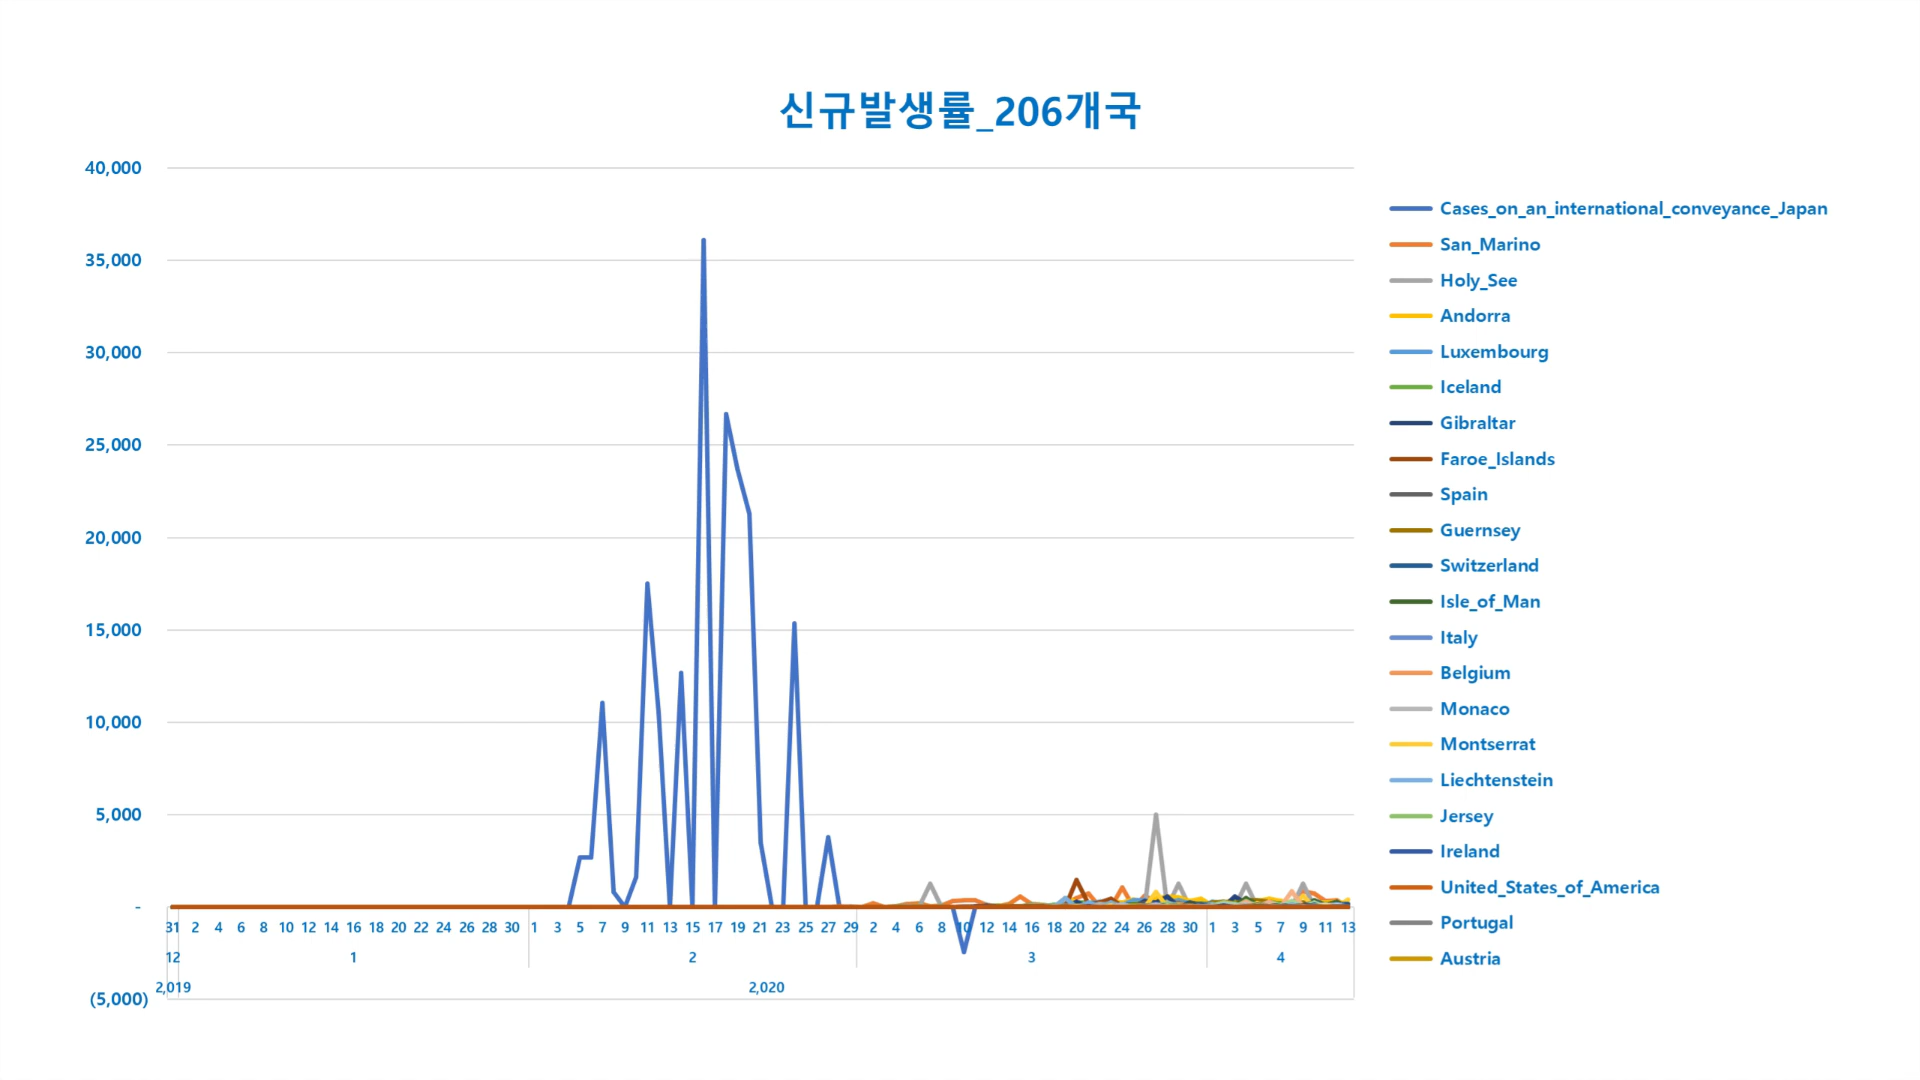 신규발생률_206개국
40,000
35,000
30,000
25,000
20,000
15,000
10,000
5,000
-
(5,000)
31 2 4 6 8 10 12 14 16 18 20 22 24 26 28 30 1 3 5 7 9 11 13 15 17 19 21 23 25 27 29 2 4 6 8 10 12 14 16 18 20 22 24 26 28 30 1 3 5 7 9 11 13
12 1 2 3 4
2,019 2,020
Cases_on_an_international_conveyance_Japan
San_Marino
Holy_See
Andorra
Luxembourg
Iceland
Gibraltar
Faroe_Islands
Spain
Guernsey
Switzerland
Isle_of_Man
Italy
Belgium
Monaco
Montserrat
Liechtenstein
Jersey
Ireland
United_States_of_America
Portugal
Austria